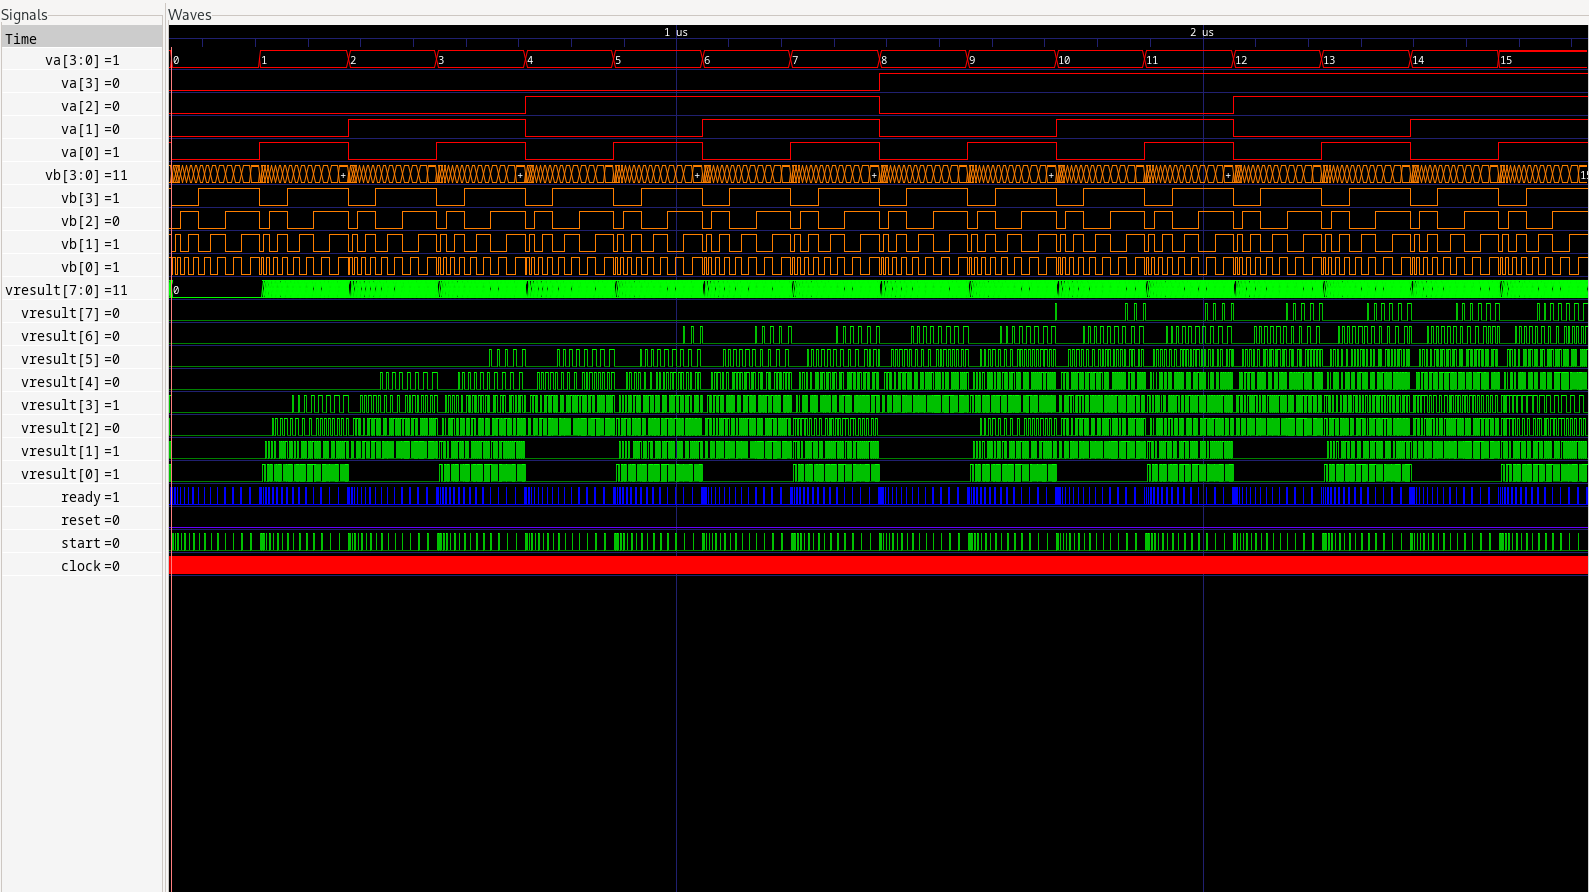 Signals Waves
Time 1 us 2 us
va[3:0] =1 0 1 2 3 4 5 6 7 8 9 10 11 12 13 14 15
va[3] =0
va[2] =0
va[1] =0
va[0] =1
vb[3:0] =11 + + + + + +
vb[3] =1
vb[2] =0
vb[1] =1
vb[0] =1
vresult[7:0] =11 0
vresult[7] =0
vresult[6] =0
vresult[5] =0
vresult[4] =0
vresult[3] =1
vresult[2] =0
vresult[1] =1
vresult[0] =1
ready =1
reset =0
start =0
clock =0